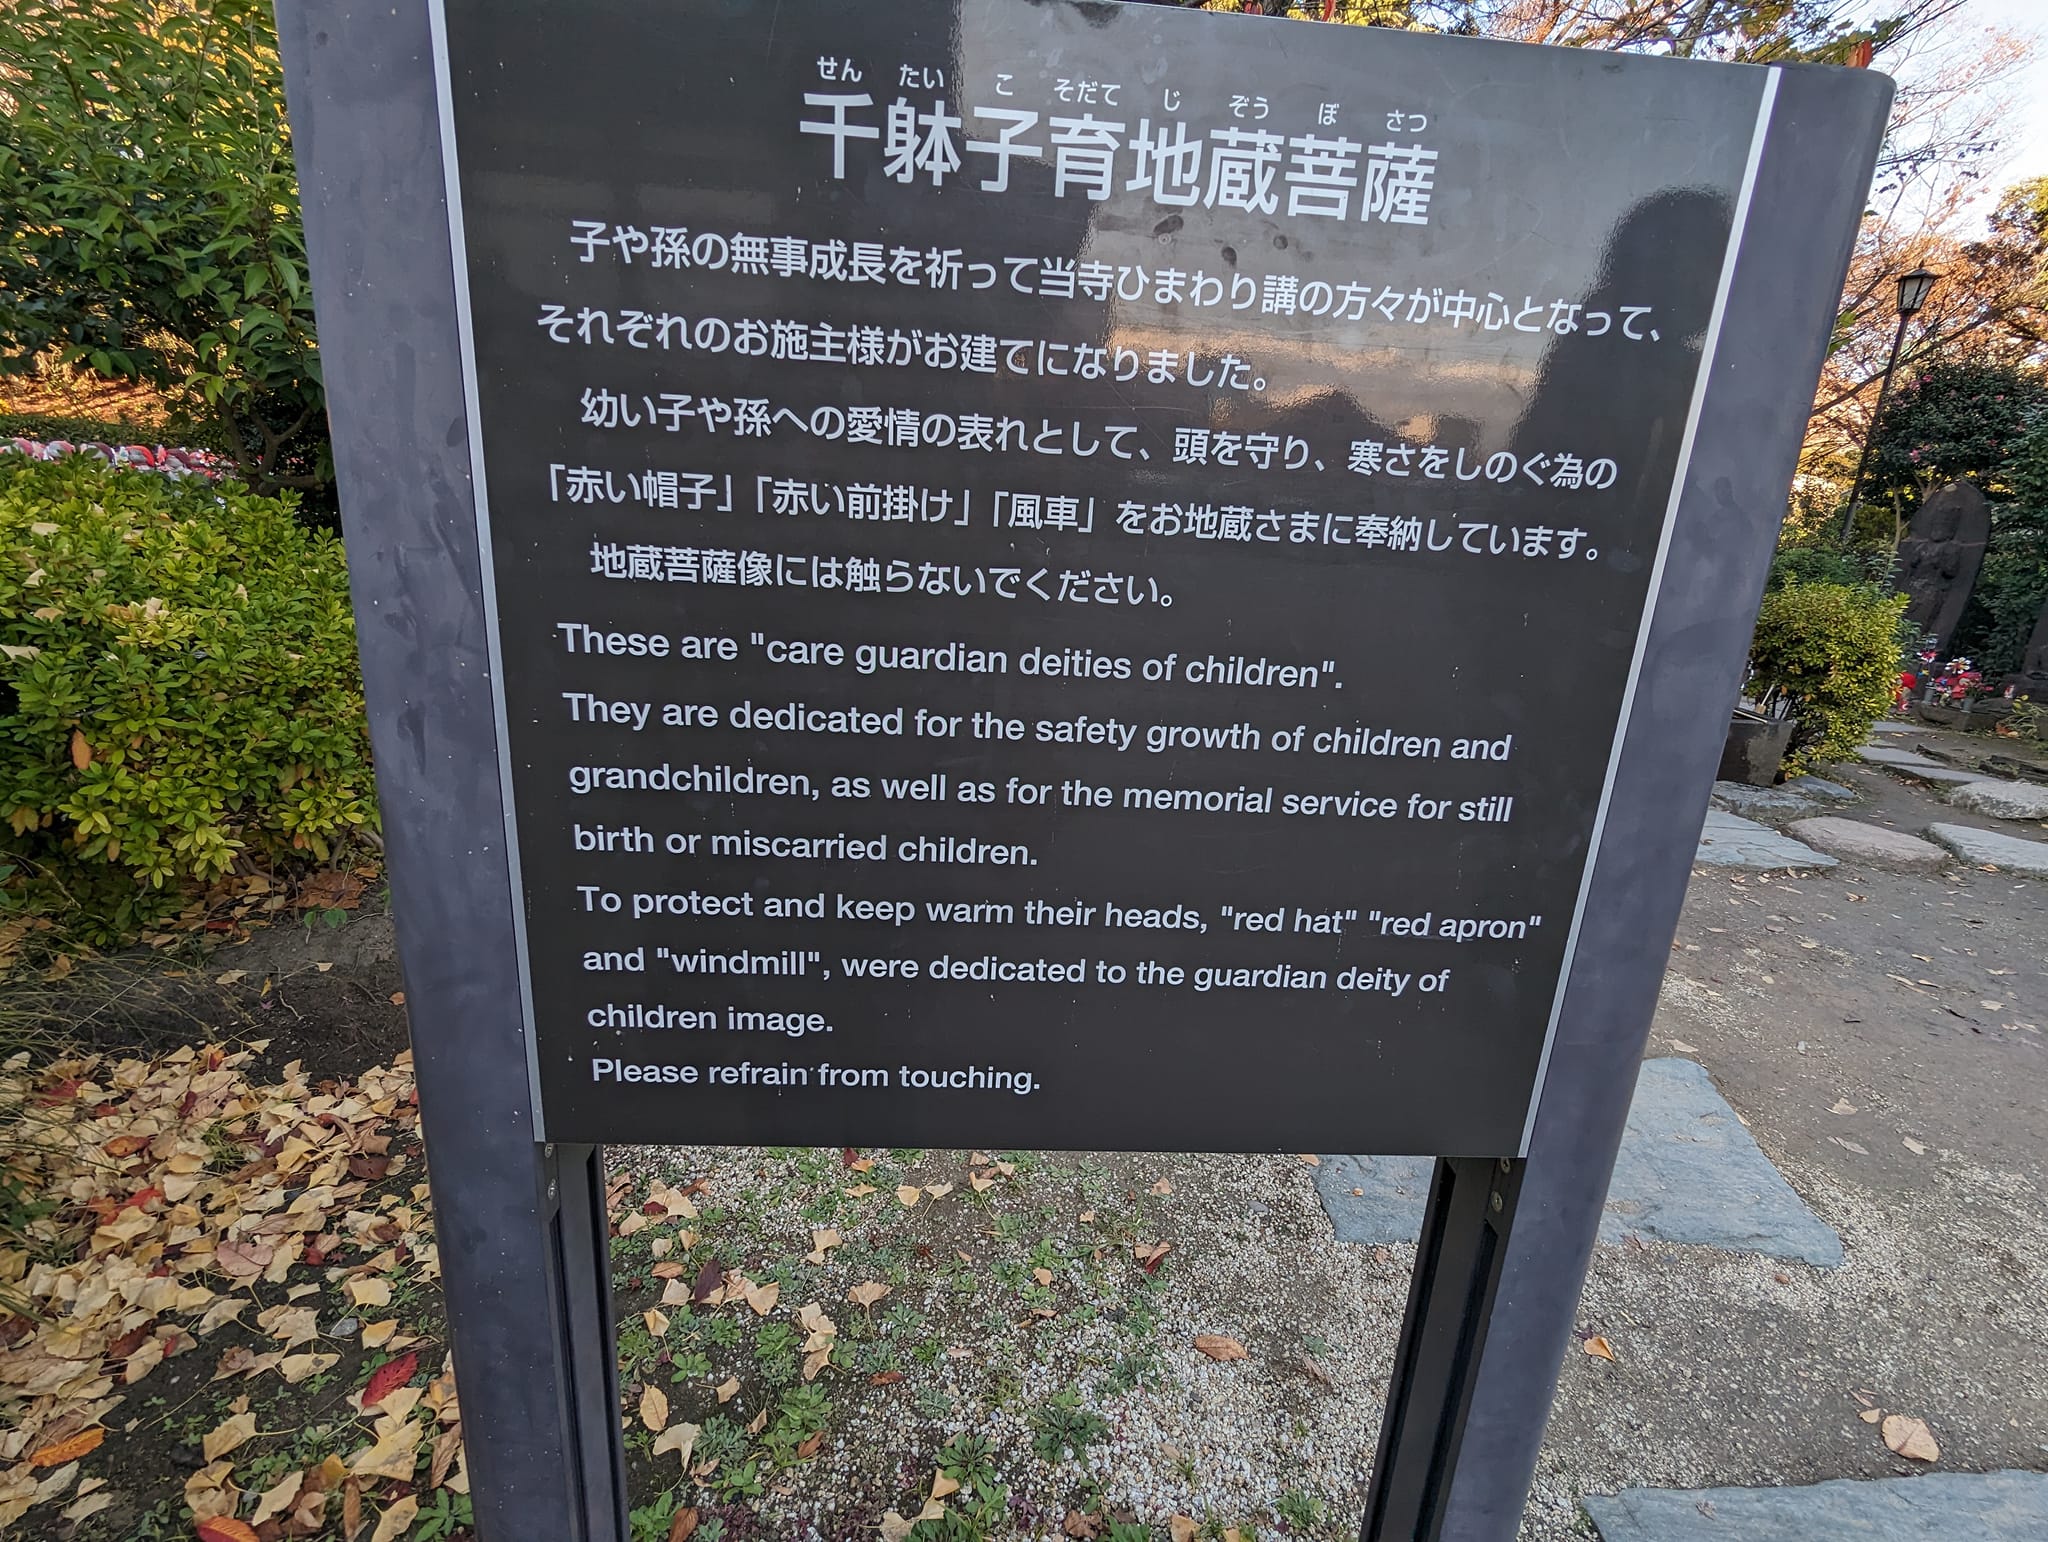 せん たい こ そだて じ ぞう ぼ さつ
千躰子育地蔵菩薩
子や孫の無事成長を祈って当寺ひまわり講の方々が中心となって、
それぞれのお施主様がお建てになりました。
幼い子や孫への愛情の表れとして、頭を守り、寒さをしのぐ為の
「赤い帽子」「赤い前掛け」「風車」をお地蔵さまに奉納しています。
地蔵菩薩像には触らないでください。
These are "care guardian deities of children".
They are dedicated for the safety growth of children and
grandchildren, as well as for the memorial service for still
birth or miscarried children.
To protect and keep warm their heads, "red hat" "red apron"
and "windmill", were dedicated to the guardian deity of
children image.
Please refrain from touching.